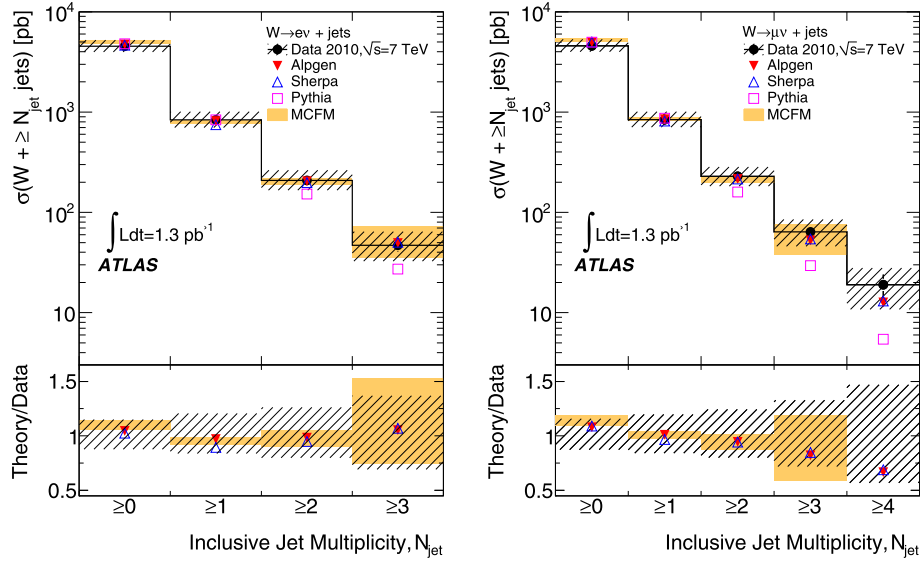 σ(W + ≥ N_jet jets) [pb]
10⁴
10³
10²
10
W→eν + jets
Data 2010,√s=7 TeV
Alpgen
Sherpa
Pythia
MCFM
∫Ldt=1.3 pb⁻¹
ATLAS
Theory/Data
1.5
1
0.5
≥0 ≥1 ≥2 ≥3
Inclusive Jet Multiplicity, N_jet
σ(W + ≥N_jet jets) [pb]
10⁴
10³
10²
10
W→μν + jets
Data 2010,√s=7 TeV
Alpgen
Sherpa
Pythia
MCFM
∫Ldt=1.3 pb⁻¹
ATLAS
Theory/Data
1.5
1
0.5
≥0 ≥1 ≥2 ≥3 ≥4
Inclusive Jet Multiplicity, N_jet